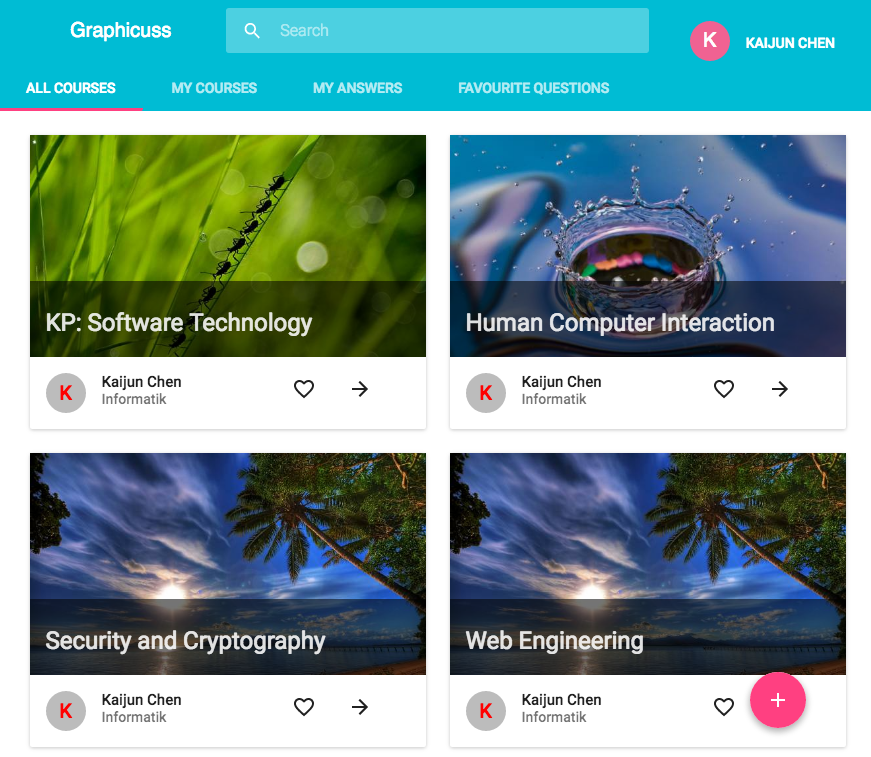 Graphicuss
Search
K
KAIJUN CHEN
ALL COURSES
MY COURSES
MY ANSWERS
FAVOURITE QUESTIONS
KP: Software Technology
K
Kaijun Chen
Informatik
Human Computer Interaction
K
Kaijun Chen
Informatik
Security and Cryptography
K
Kaijun Chen
Informatik
Web Engineering
K
Kaijun Chen
Informatik